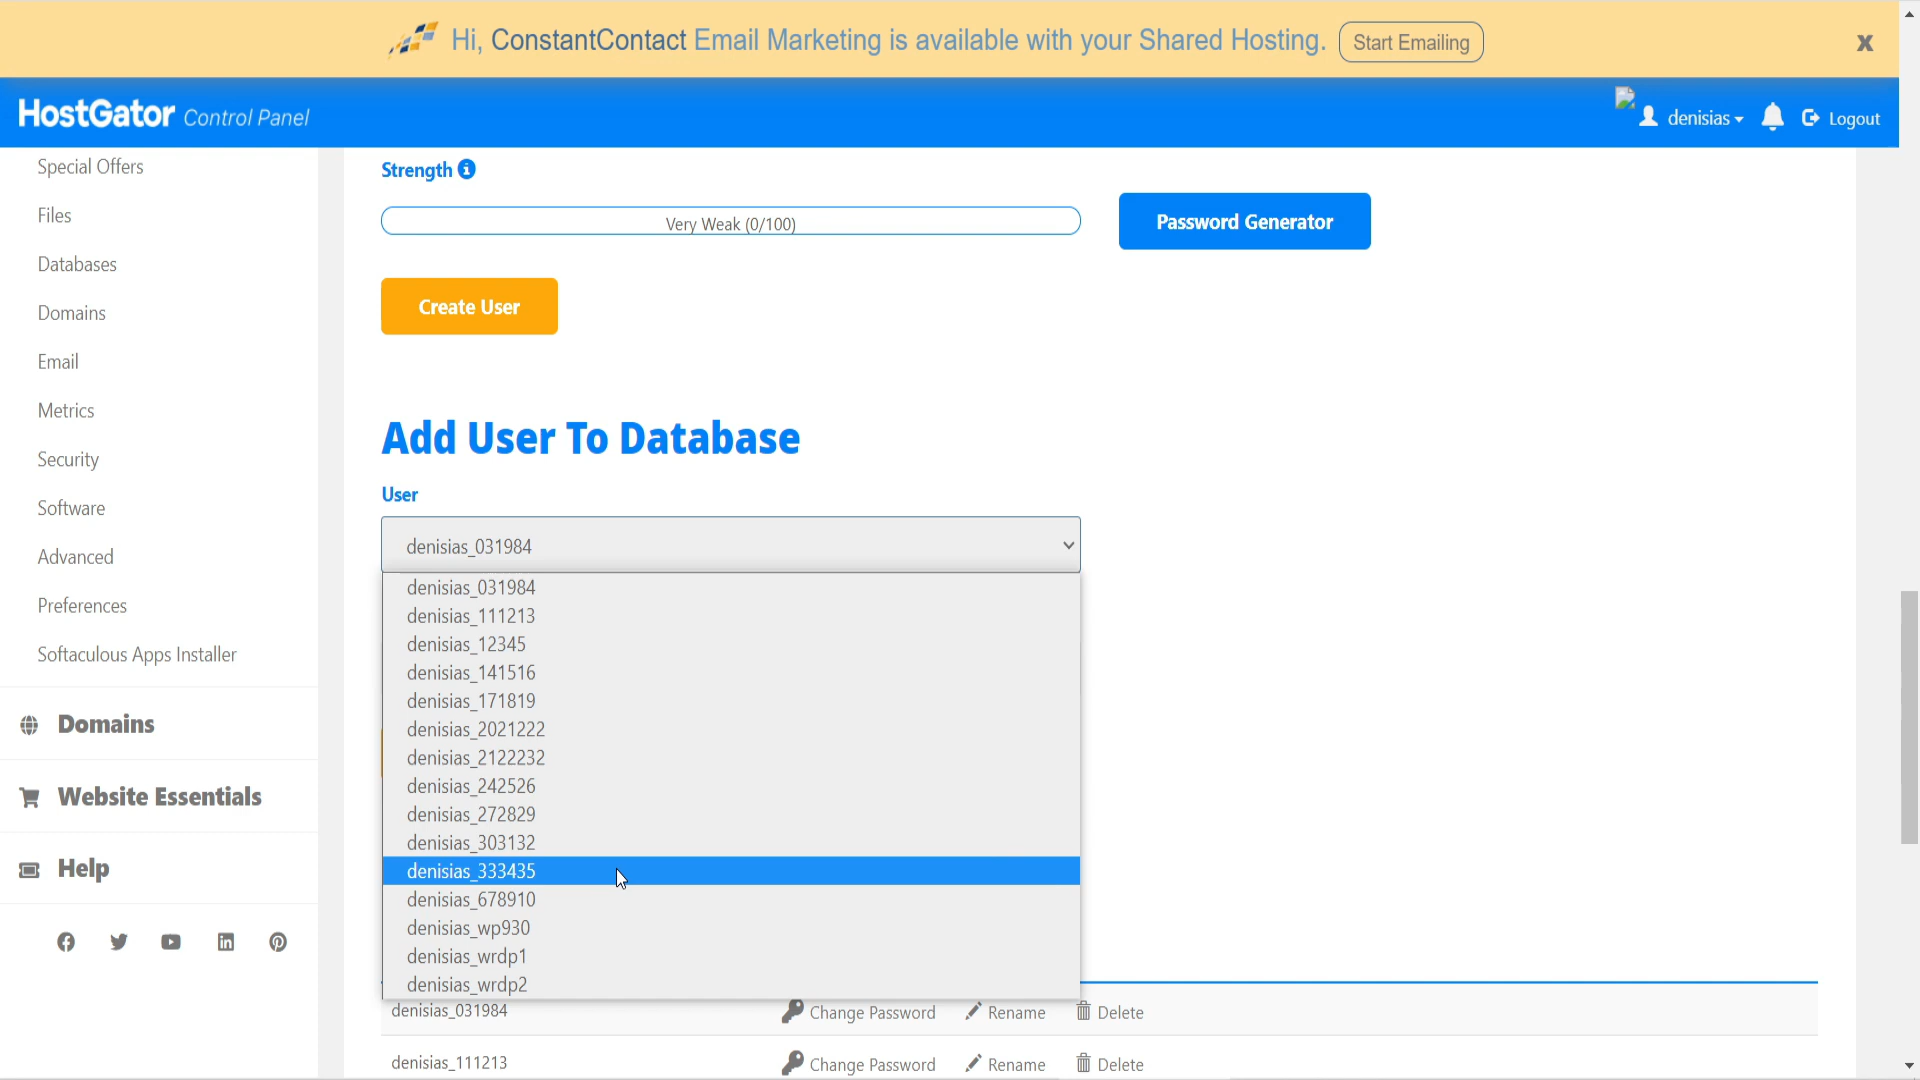 Hi, ConstantContact Email Marketing is available with your Shared Hosting. Start Emailing X
HostGator Control Panel denisias Logout
Special Offers
Files
Databases
Domains
Email
Metrics
Security
Software
Advanced
Preferences
Softaculous Apps Installer
Domains
Website Essentials
Help
Strength
Very Weak (0/100)
Password Generator
Create User
Add User To Database
User
denisias_031984
denisias_031984
denisias_111213
denisias_12345
denisias_141516
denisias_171819
denisias_2021222
denisias_2122232
denisias_242526
denisias_272829
denisias_303132
denisias_333435
denisias_678910
denisias_wp930
denisias_wrdp1
denisias_wrdp2
denisias_031984 Change Password Rename Delete
denisias_111213 Change Password Rename Delete